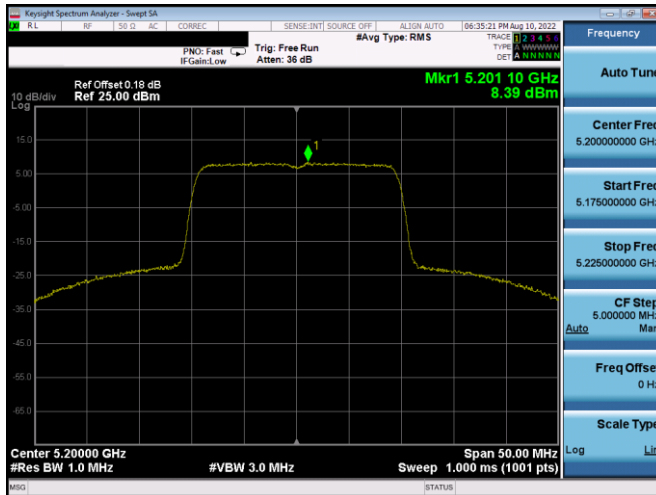 Keysight Spectrum Analyzer - Swept SA
RL RF 50 Ω AC CORREC SENSE:INT SOURCE OFF ALIGN AUTO 06:35:21 PM Aug 10, 2022
#Avg Type: RMS
TRACE 1 2 3 4 5 6
TYPE A WWWWW
DET A N N N N N
PNO: Fast
IFGain:Low
Trig: Free Run
Atten: 36 dB
Mkr1 5.201 10 GHz
8.39 dBm
Ref Offset 0.18 dB
10 dB/div Ref 25.00 dBm
Log
1
15.0
5.00
-5.00
-15.0
-25.0
-35.0
-45.0
-55.0
-65.0
Center 5.20000 GHz
Span 50.00 MHz
#Res BW 1.0 MHz
#VBW 3.0 MHz
Sweep 1.000 ms (1001 pts)
MSG
STATUS
Frequency
Auto Tune
Center Freq
5.200000000 GHz
Start Freq
5.175000000 GHz
Stop Freq
5.225000000 GHz
CF Step
5.000000 MHz
Auto Man
Freq Offset
0 Hz
Scale Type
Log Lin